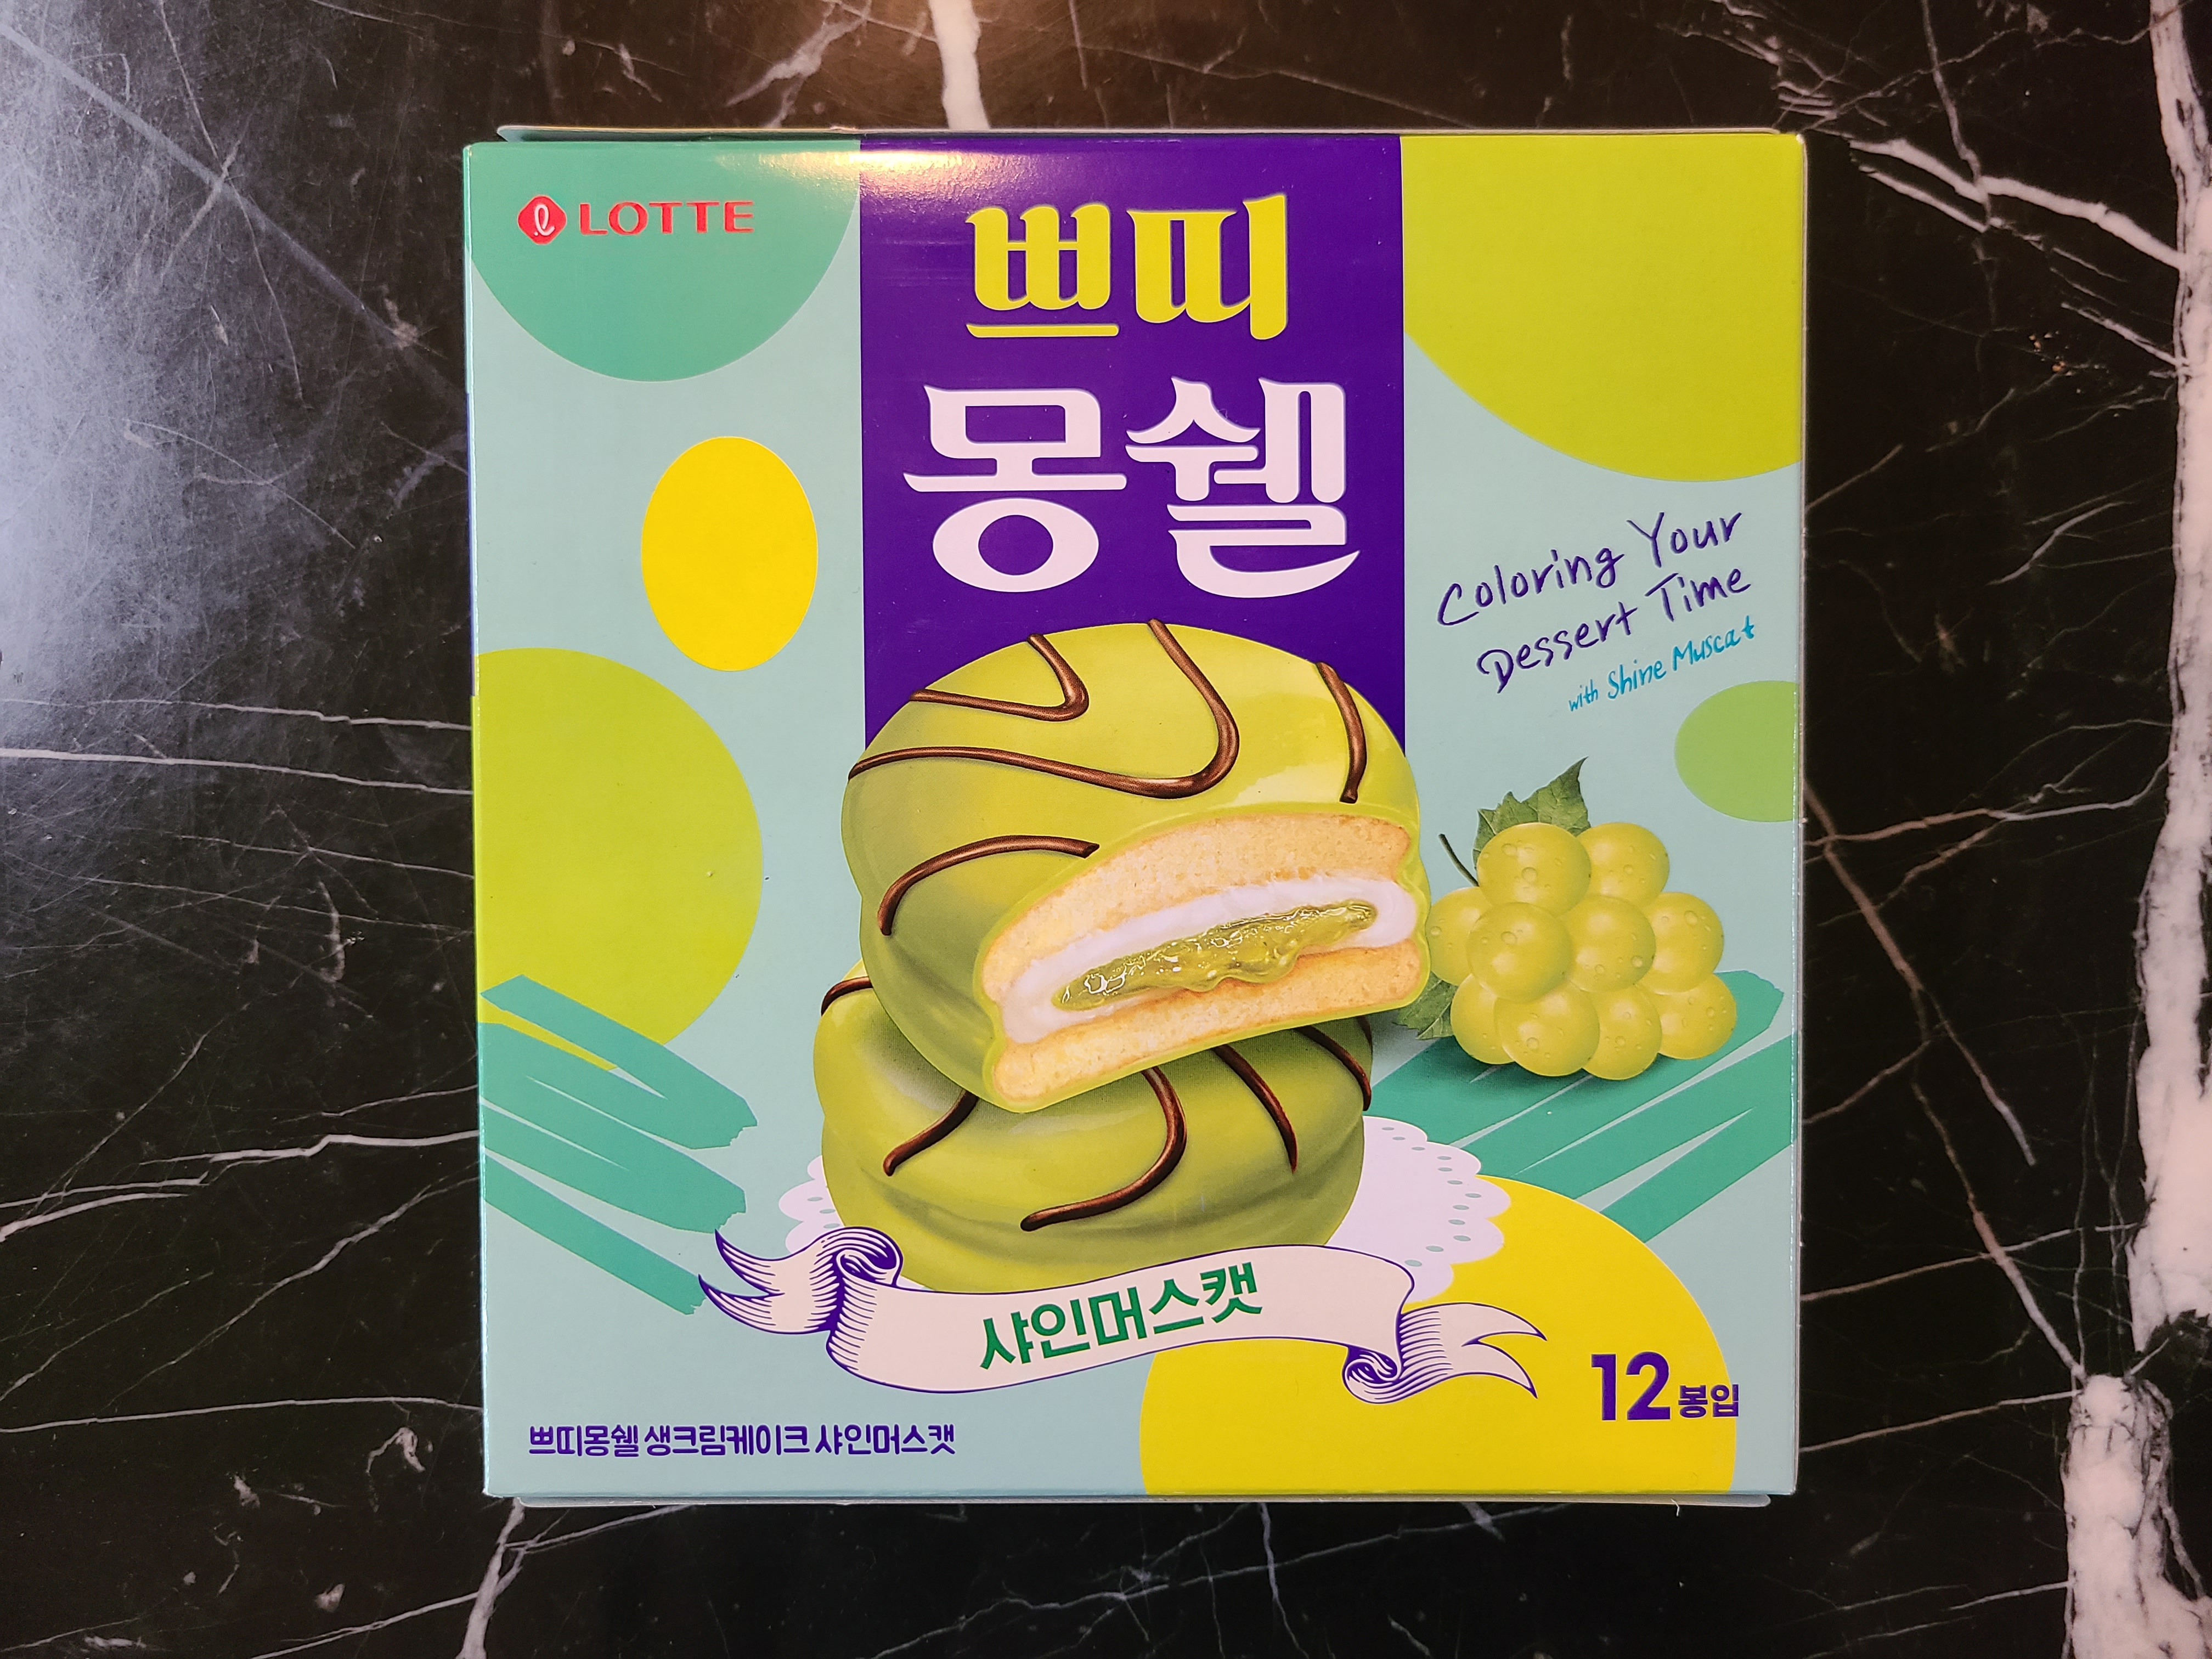 LOTTE
쁘띠
몽쉘
Coloring Your
Dessert Time
with Shine Muscat
샤인머스캣
12봉입
쁘띠몽쉘 생크림케이크 샤인머스캣